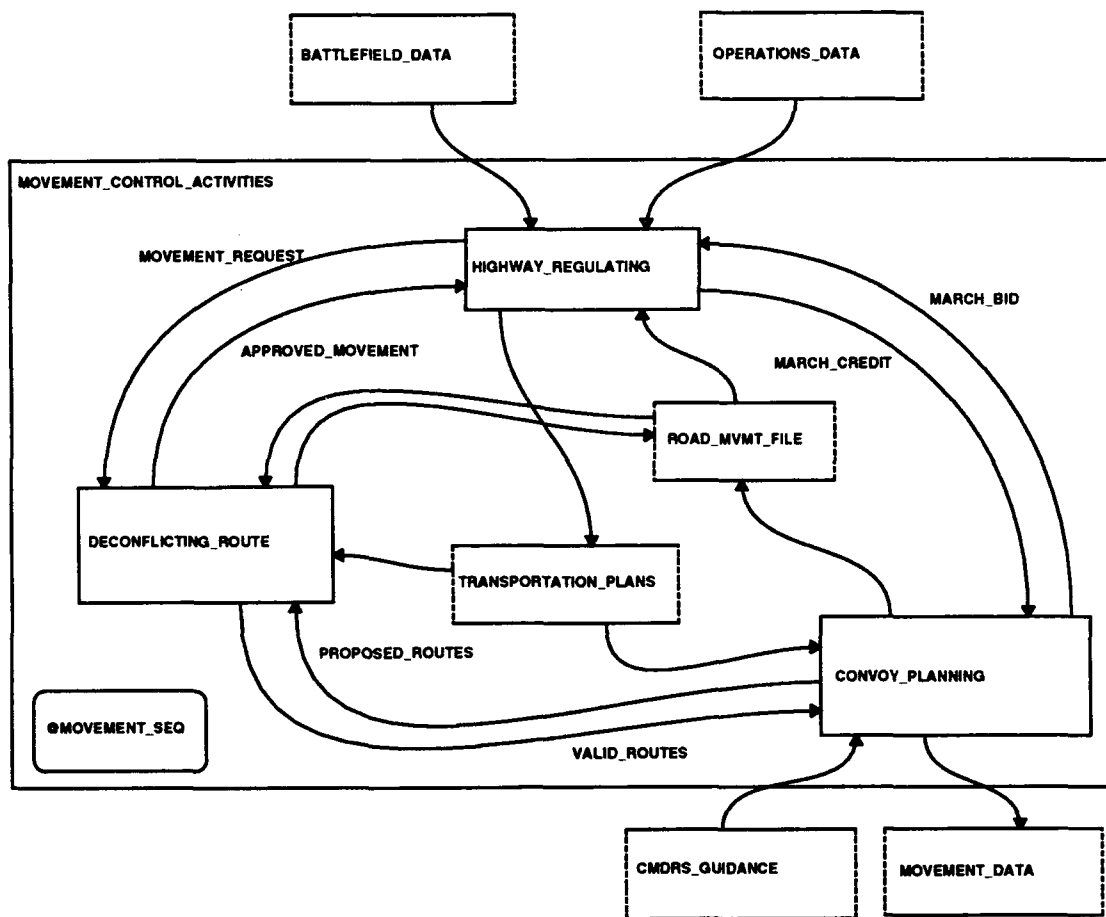 BATTLEFIELD_DATA
OPERATIONS_DATA
MOVEMENT_CONTROL_ACTIVITIES
MOVEMENT_REQUEST
HIGHWAY_REGULATING
MARCH_BID
APPROVED_MOVEMENT
MARCH_CREDIT
ROAD_MVMT_FILE
DECONFLICTING_ROUTE
TRANSPORTATION_PLANS
PROPOSED_ROUTES
CONVOY_PLANNING
@MOVEMENT_SEQ
VALID_ROUTES
CMDRS_GUIDANCE
MOVEMENT_DATA